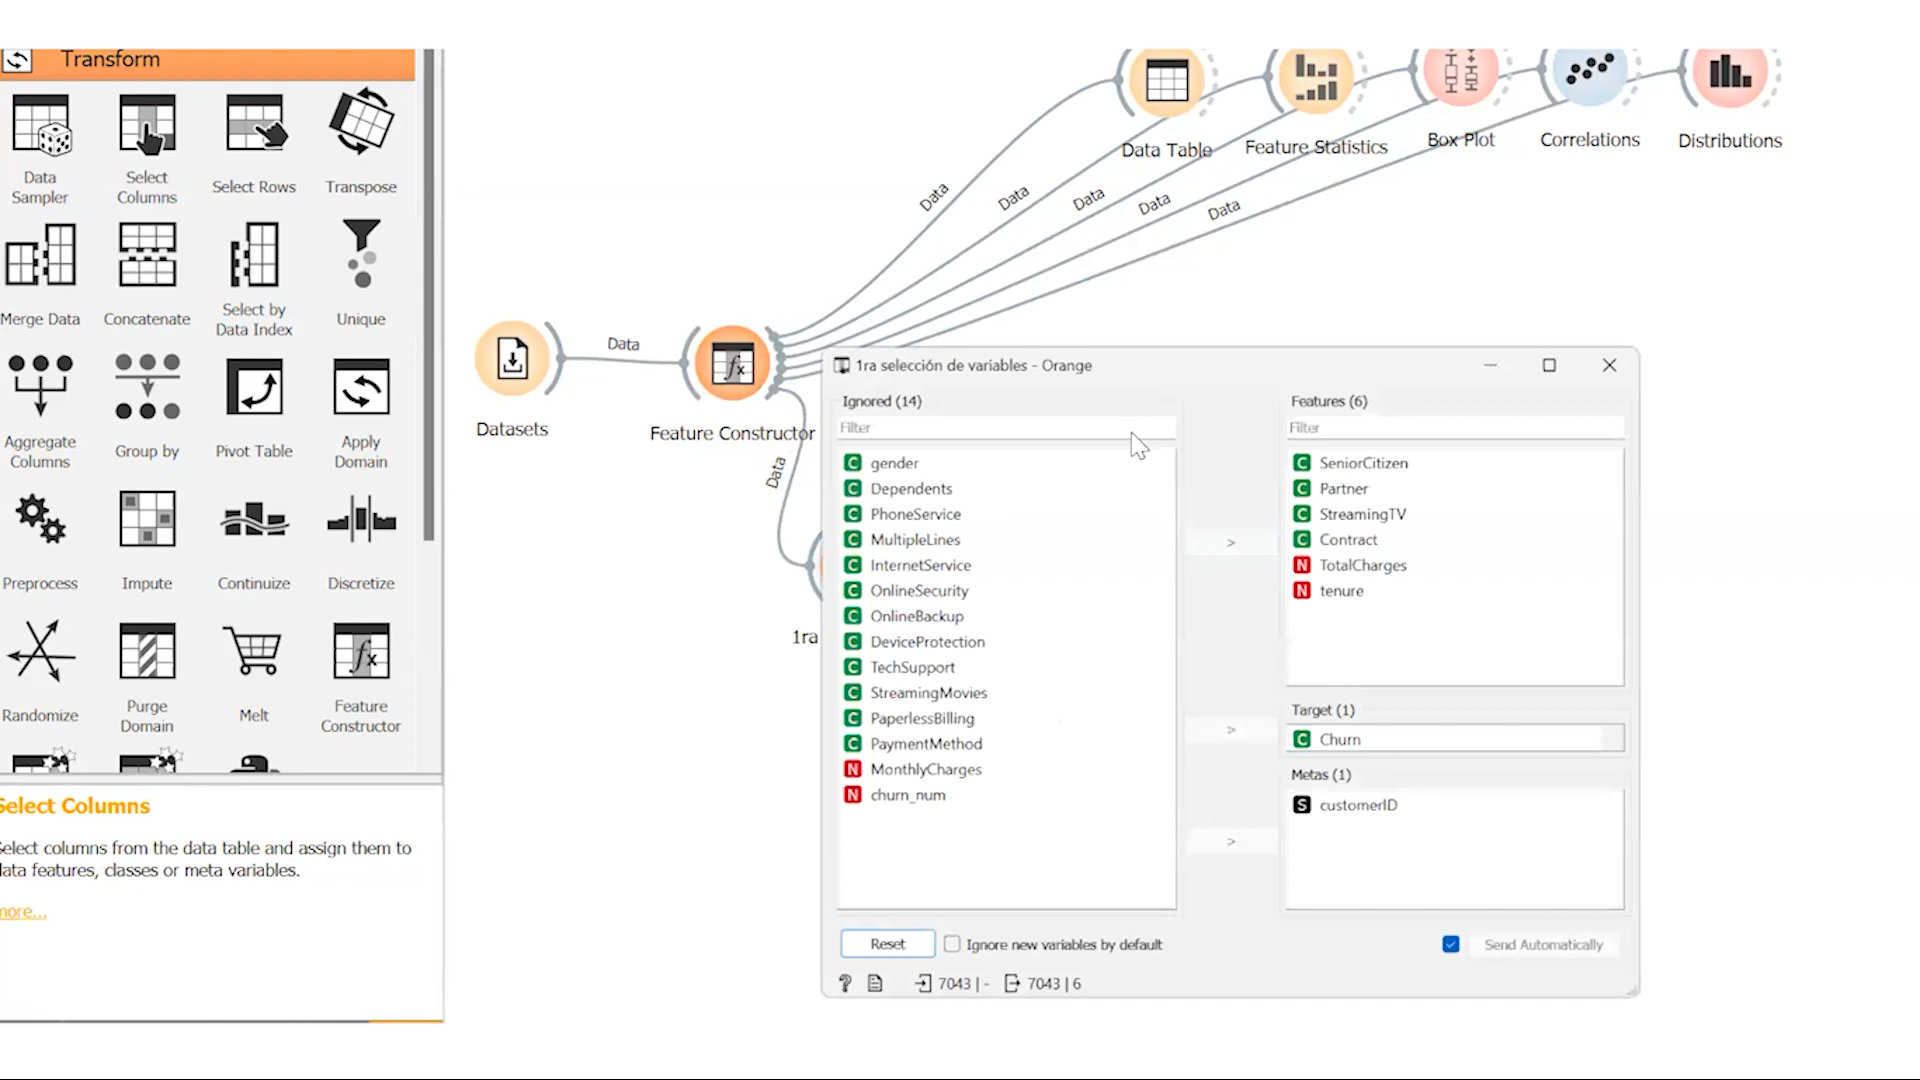 Transform
Data Sampler
Select Columns
Select Rows
Transpose
Merge Data
Concatenate
Select by Data Index
Unique
Aggregate Columns
Group by
Pivot Table
Apply Domain
Preprocess
Impute
Continuize
Discretize
Randomize
Purge Domain
Melt
Feature Constructor
Select Columns
Select columns from the data table and assign them to
data features, classes or meta variables.
more...
Data Table
Feature Statistics
Box Plot
Correlations
Distributions
Data
Data
Data
Data
Data
Data
Datasets
Feature Constructor
Data
1ra
1ra selección de variables - Orange
Ignored (14)
Filter
C gender
C Dependents
C PhoneService
C MultipleLines
C InternetService
C OnlineSecurity
C OnlineBackup
C DeviceProtection
C TechSupport
C StreamingMovies
C PaperlessBilling
C PaymentMethod
N MonthlyCharges
N churn_num
>
>
>
Features (6)
Filter
C SeniorCitizen
C Partner
C StreamingTV
C Contract
N TotalCharges
N tenure
Target (1)
C Churn
Metas (1)
S customerID
Reset
Ignore new variables by default
Send Automatically
? 7043 | - 7043 | 6